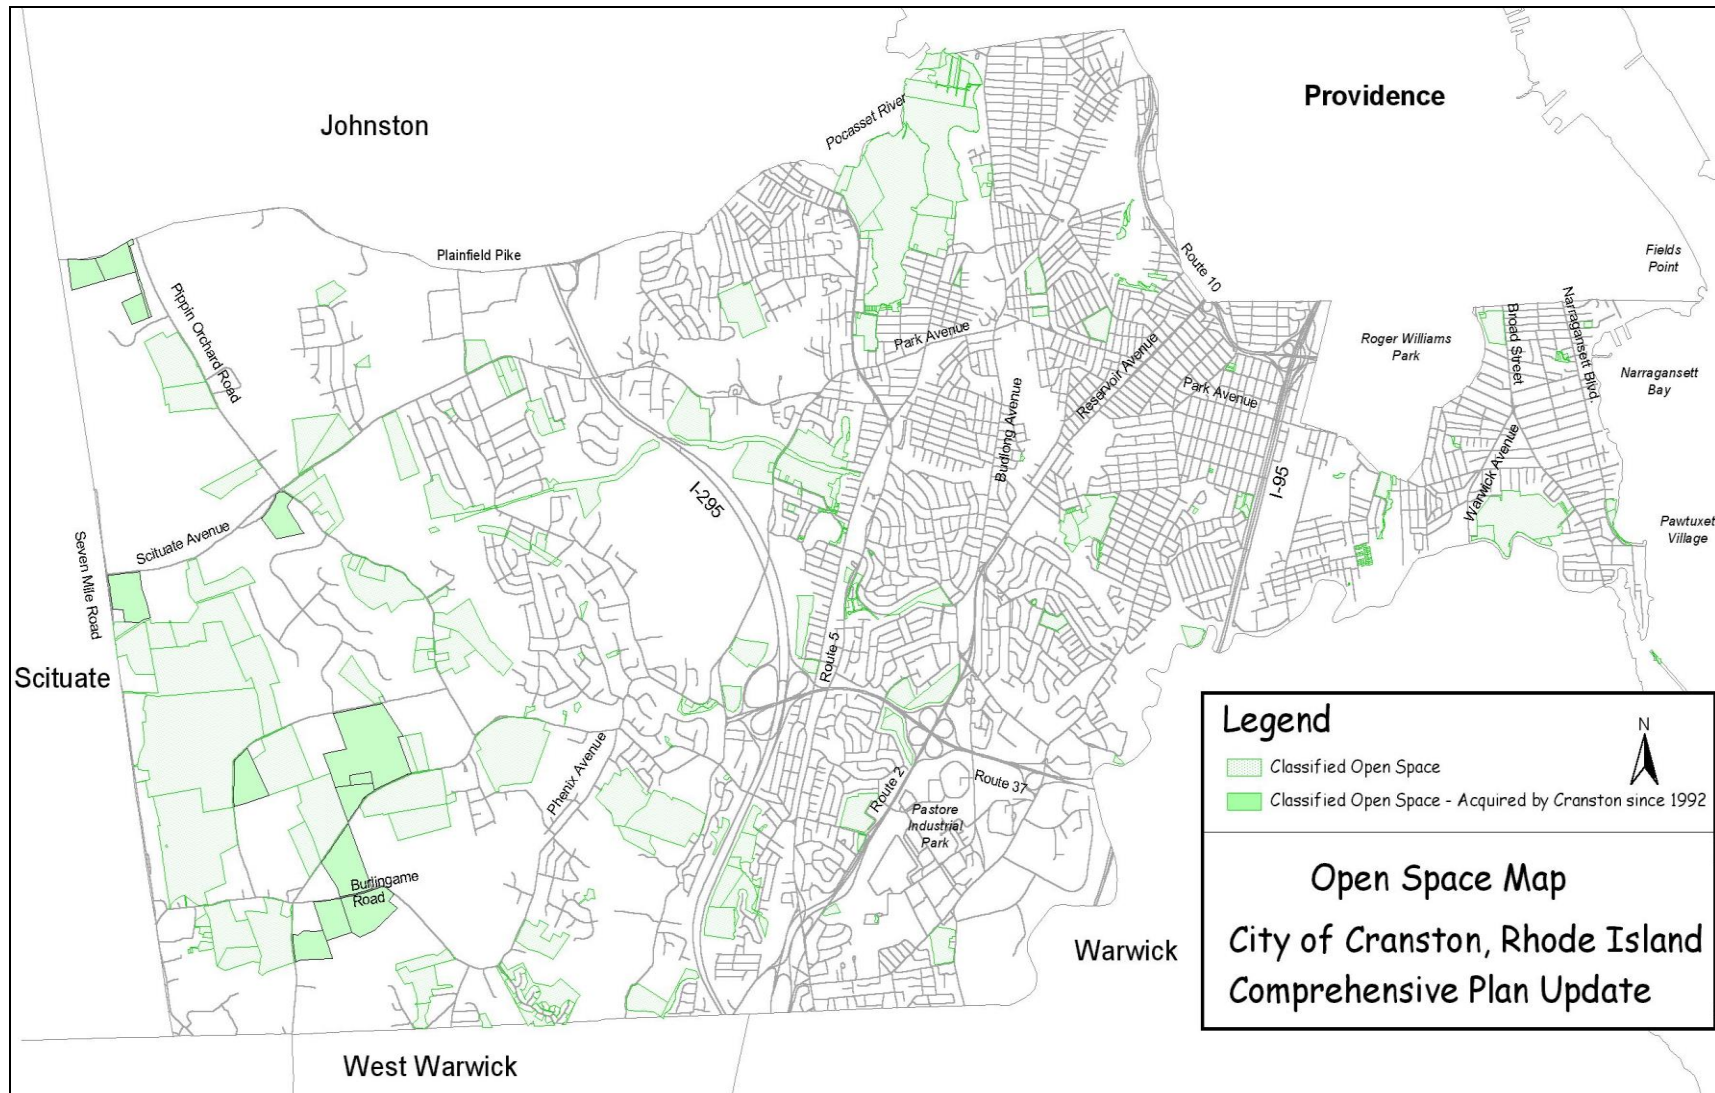 Providence
Johnston
Pocasset River
Plainfield Pike
Route 10
Fields
Point
Pippin Orchard Road
Narragansett Blvd.
Broad Street
Park Avenue
Roger Williams
Park
Reservoir Avenue
Narragansett
Bay
Park Avenue
Budlong Avenue
Warwick Avenue
I-295
I-95
Scituate Avenue
Pawtuxet
Village
Seven Mile Road
Route 5
Scituate
Phenix Avenue
Route 2
Route 37
Pastore
Industrial
Park
Burlingame
Road
Warwick
West Warwick
Legend
N
Classified Open Space
Classified Open Space - Acquired by Cranston since 1992
Open Space Map
City of Cranston, Rhode Island
Comprehensive Plan Update